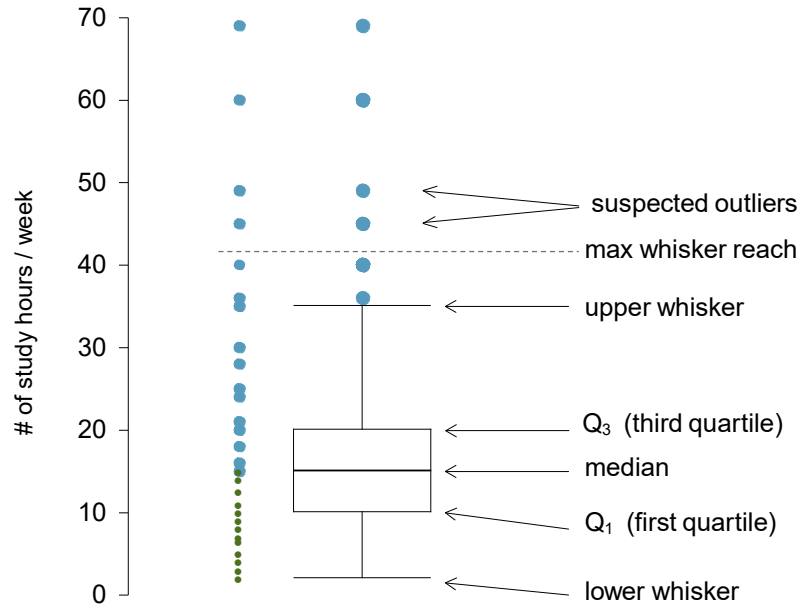 70
60
50
40
30
20
10
0
# of study hours / week
suspected outliers
max whisker reach
upper whisker
Q₃ (third quartile)
median
Q₁ (first quartile)
lower whisker